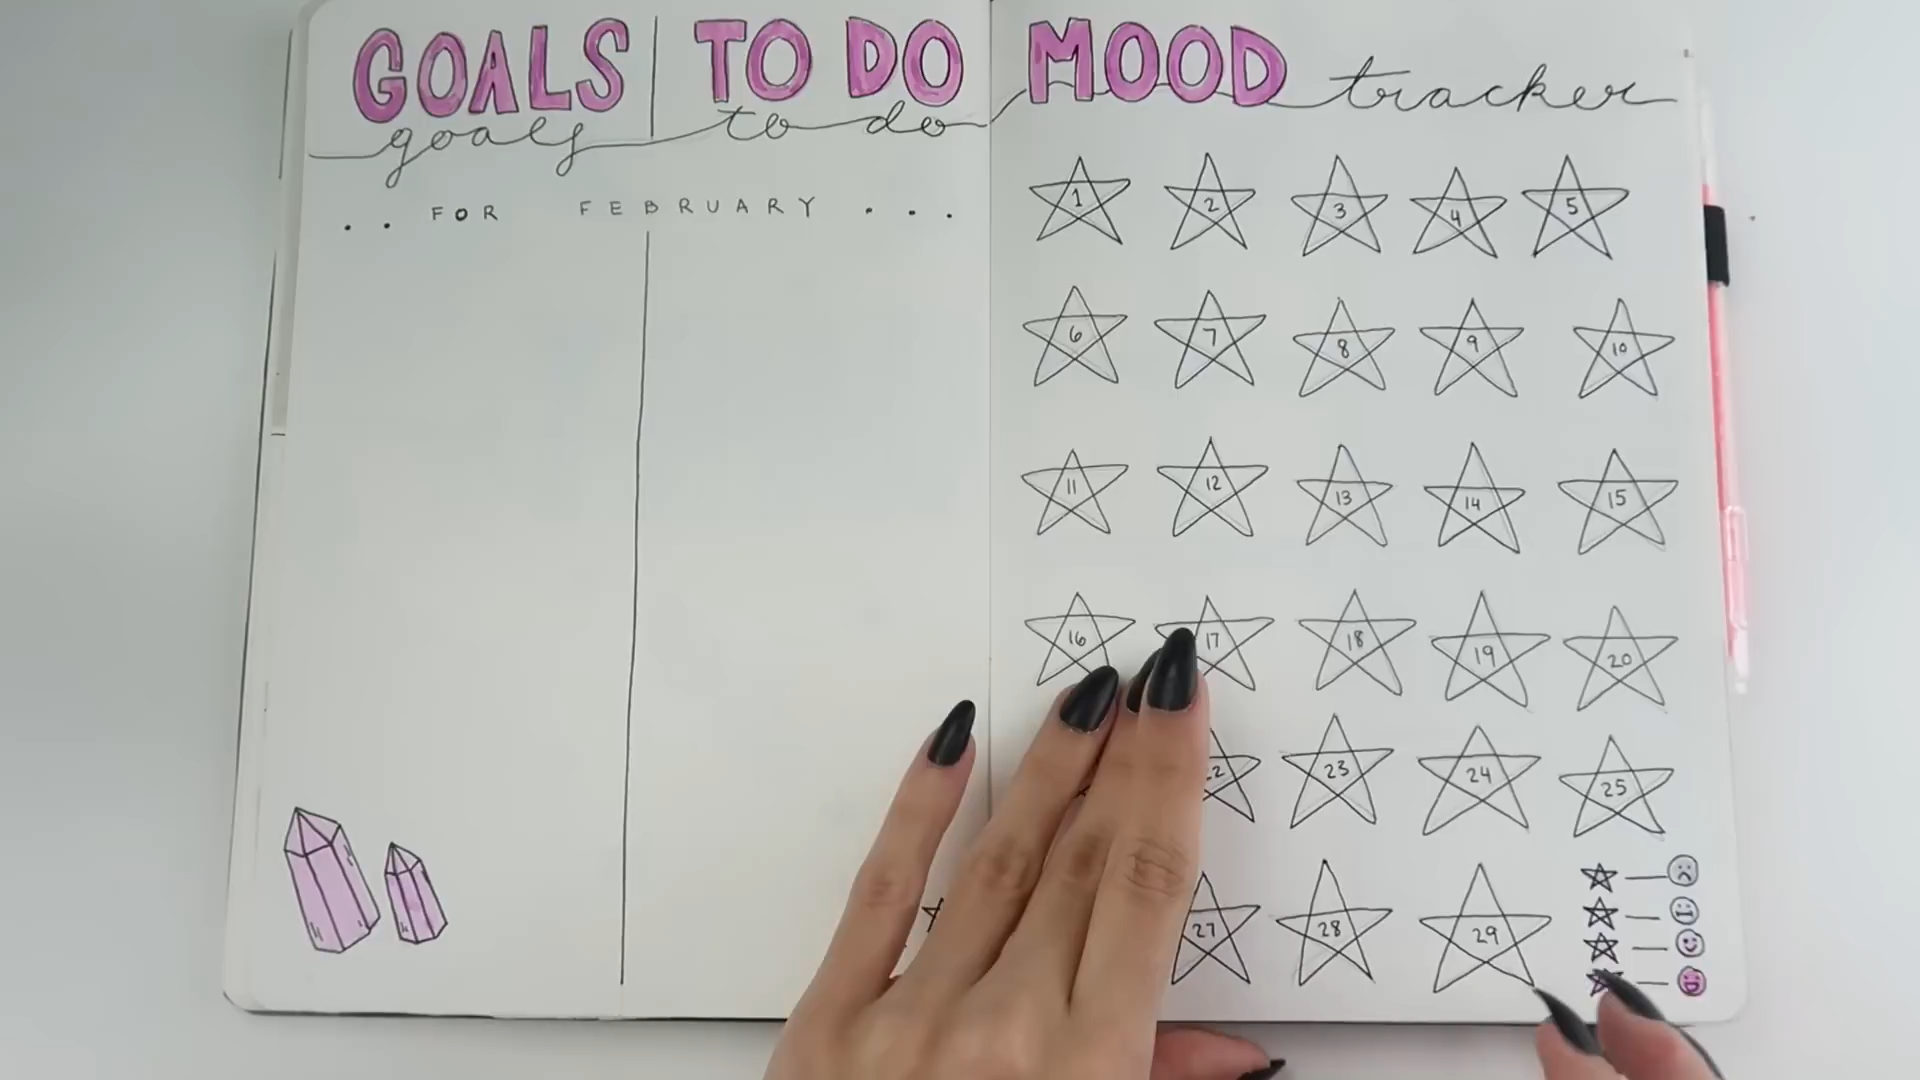 GOALS TO DO
goals to do
.. FOR FEBRUARY ...
MOOD tracker
1 2 3 4 5
6 7 8 9 10
11 12 13 14 15
16 17 18 19 20
23 24 25
27 28 29